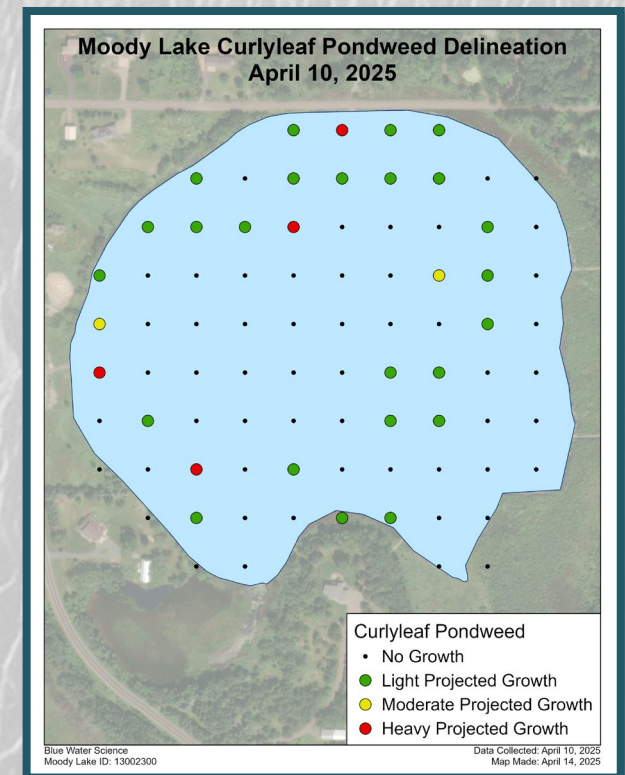 Moody Lake Curlyleaf Pondweed Delineation
April 10, 2025
Curlyleaf Pondweed
No Growth
Light Projected Growth
Moderate Projected Growth
Heavy Projected Growth
Blue Water Science
Moody Lake ID: 13002300
Data Collected: April 10, 2025
Map Made: April 14, 2025